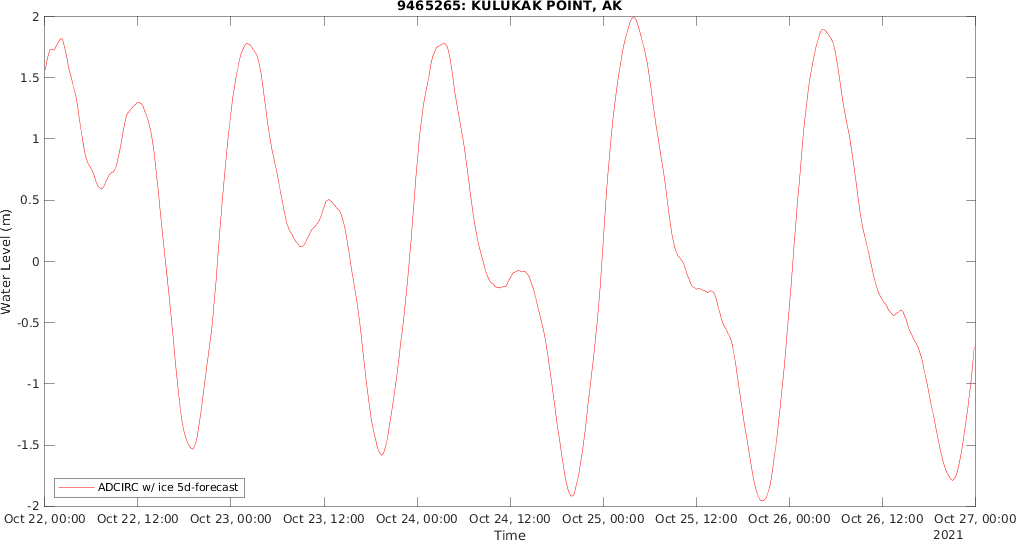 9465265: KULUKAK POINT, AK
2
1.5
1
0.5
0
-0.5
-1
-1.5
-2
Water Level (m)
ADCIRC w/ ice 5d-forecast
Oct 22, 00:00 Oct 22, 12:00 Oct 23, 00:00 Oct 23, 12:00 Oct 24, 00:00 Oct 24, 12:00 Oct 25, 00:00 Oct 25, 12:00 Oct 26, 00:00 Oct 26, 12:00 Oct 27, 00:00
Time
2021